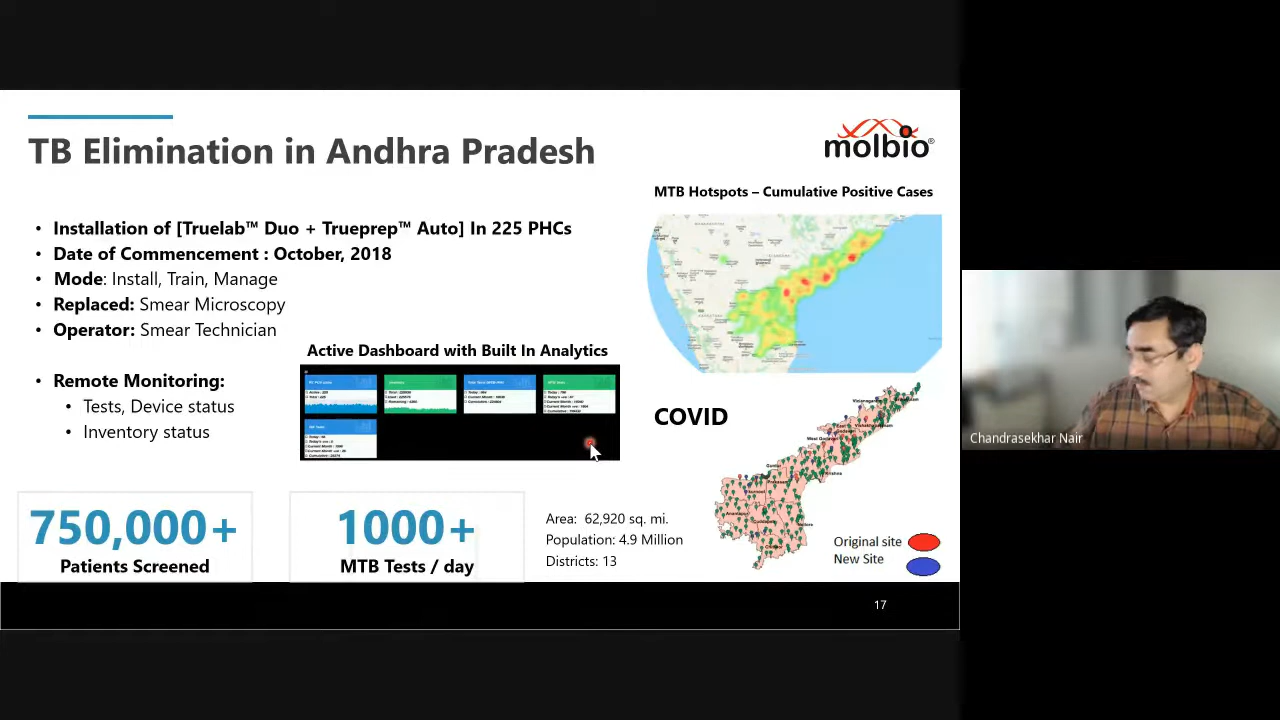 TB Elimination in Andhra Pradesh
molbio®
• Installation of [Truelab™ Duo + Trueprep™ Auto] In 225 PHCs
• Date of Commencement : October, 2018
• Mode: Install, Train, Manage
• Replaced: Smear Microscopy
• Operator: Smear Technician
• Remote Monitoring:
• Tests, Device status
• Inventory status
Active Dashboard with Built In Analytics
MTB Hotspots – Cumulative Positive Cases
COVID
Original site
New Site
750,000+
Patients Screened
1000+
MTB Tests / day
Area: 62,920 sq. mi.
Population: 4.9 Million
Districts: 13
17
Chandrasekhar Nair